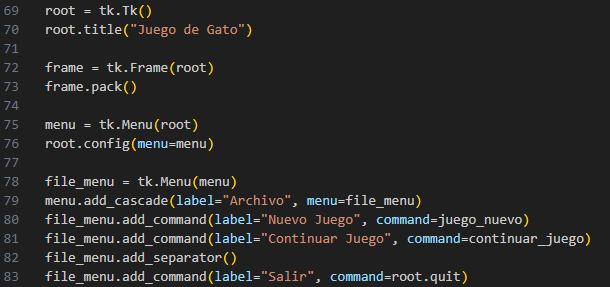 69 root = tk.Tk()
70 root.title("Juego de Gato")
71
72 frame = tk.Frame(root)
73 frame.pack()
74
75 menu = tk.Menu(root)
76 root.config(menu=menu)
77
78 file_menu = tk.Menu(menu)
79 menu.add_cascade(label="Archivo", menu=file_menu)
80 file_menu.add_command(label="Nuevo Juego", command=juego_nuevo)
81 file_menu.add_command(label="Continuar Juego", command=continuar_juego)
82 file_menu.add_separator()
83 file_menu.add_command(label="Salir", command=root.quit)